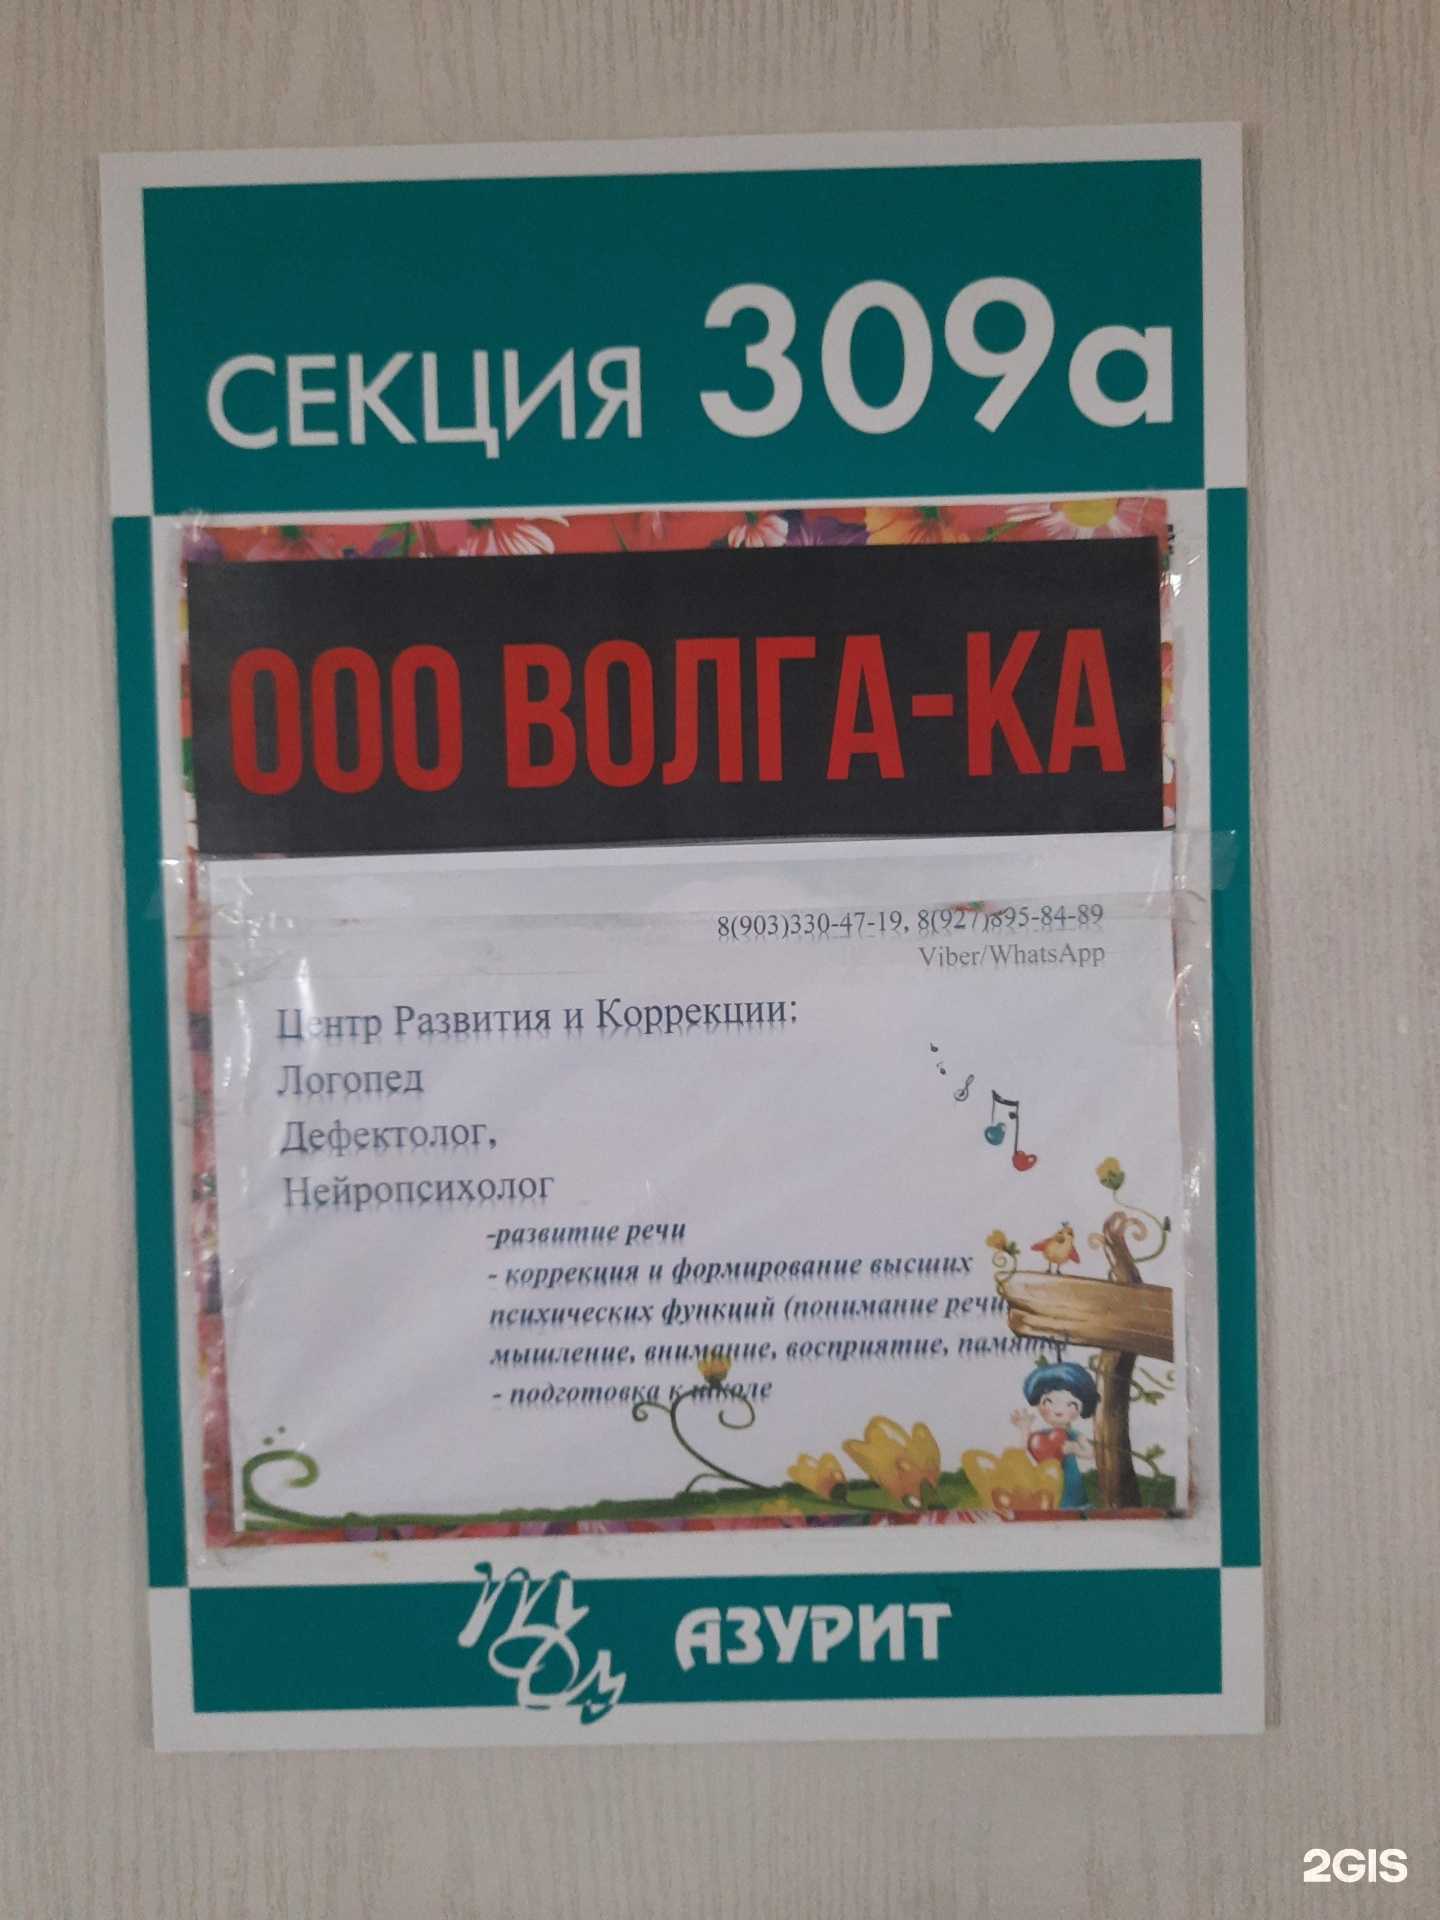 СЕКЦИЯ 309а
ООО ВОЛГА-КА
8(903)330-47-19, 8(927)895-84-89
Viber/WhatsApp
Центр Развития и Коррекции:
Логопед
Дефектолог,
Нейропсихолог
-развитие речи
- коррекция и формирование высших
психических функций (понимание речи,
мышление, внимание, восприятие, память)
- подготовка к школе
АЗУРИТ
2GIS